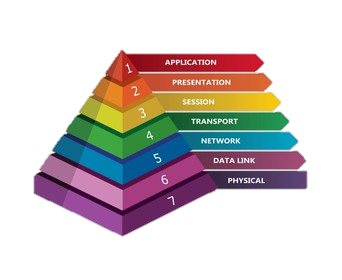 1 APPLICATION
2 PRESENTATION
3 SESSION
4 TRANSPORT
5 NETWORK
6 DATA LINK
7 PHYSICAL